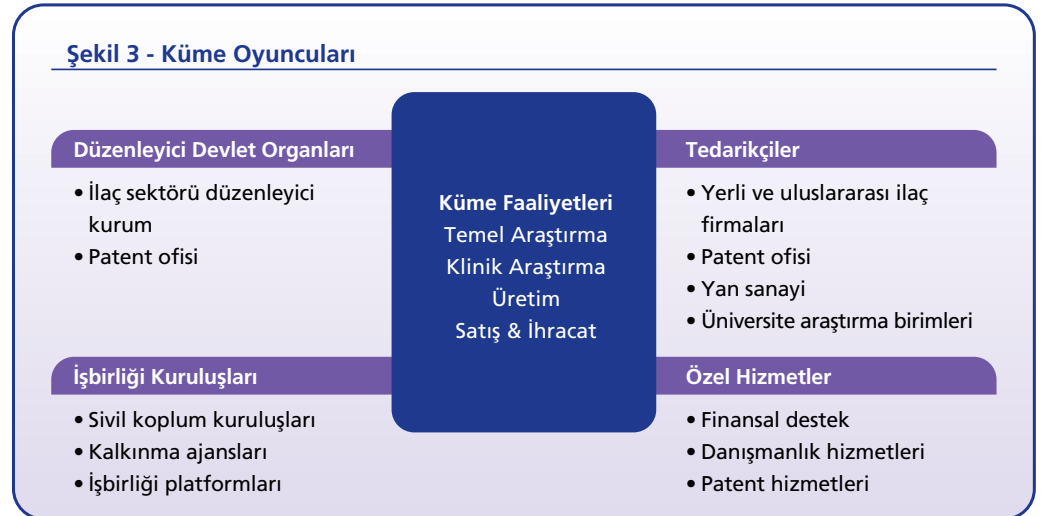 Şekil 3 - Küme Oyuncuları
Düzenleyici Devlet Organları
• İlaç sektörü düzenleyici
kurum
• Patent ofisi
İşbirliği Kuruluşları
• Sivil koplum kuruluşları
• Kalkınma ajansları
• İşbirliği platformları
Küme Faaliyetleri
Temel Araştırma
Klinik Araştırma
Üretim
Satış & İhracat
Tedarikçiler
• Yerli ve uluslararası ilaç
firmaları
• Patent ofisi
• Yan sanayi
• Üniversite araştırma birimleri
Özel Hizmetler
• Finansal destek
• Danışmanlık hizmetleri
• Patent hizmetleri